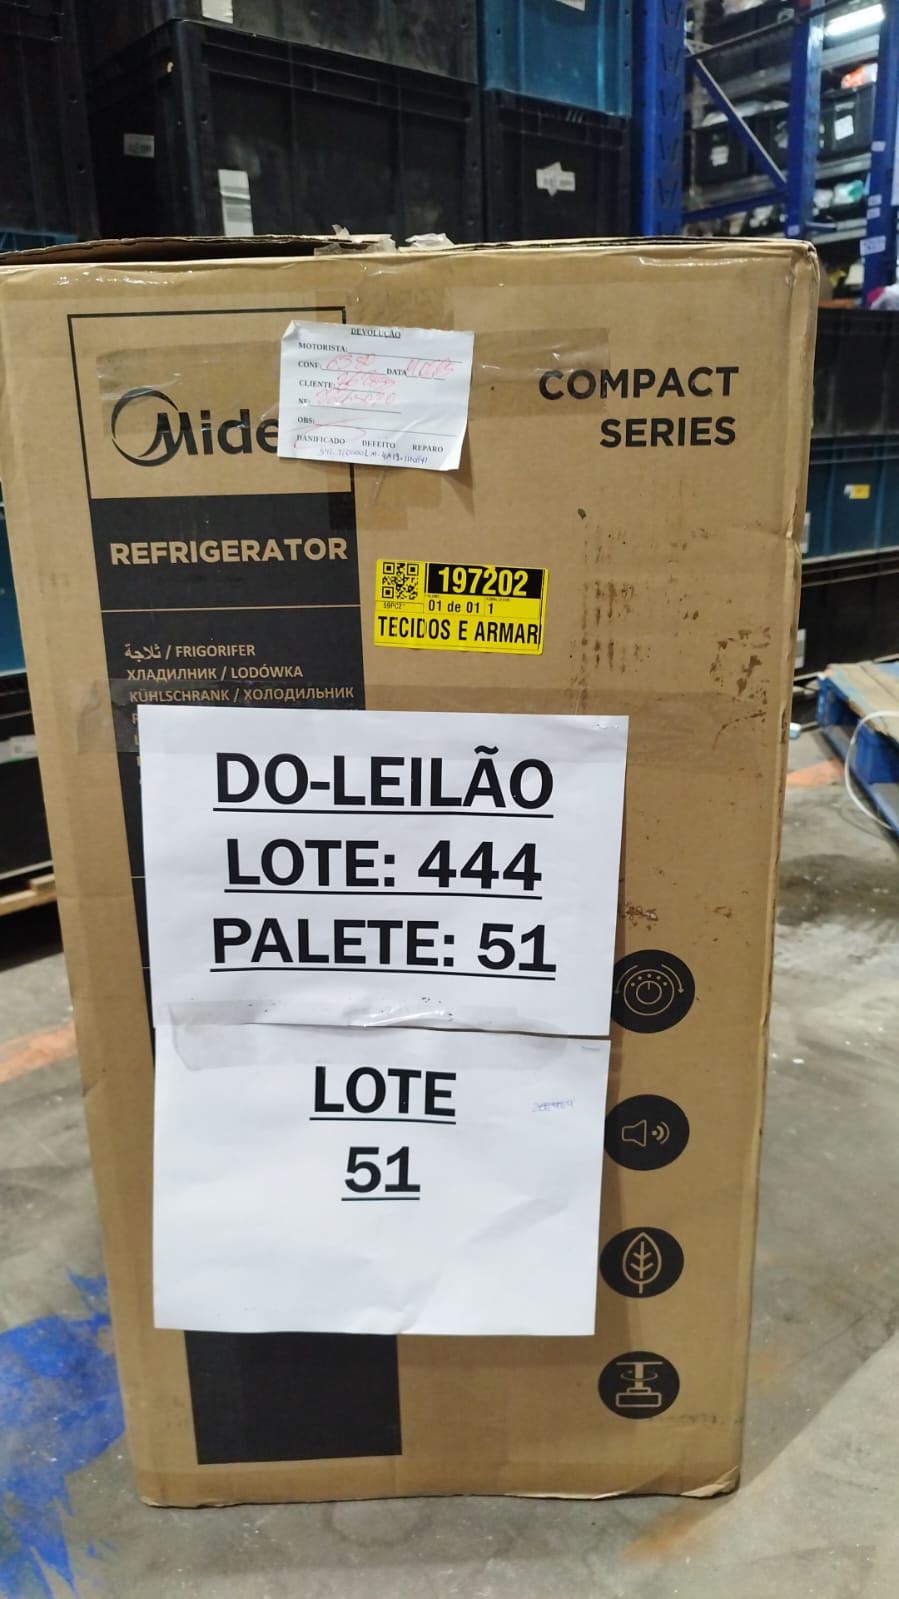 DEVOLUÇÃO
MOTORISTA:
CONF. DATA
CLIENTE:
NF:
OBS:
DANIFICADO DEFEITO REPARO
COMPACT
SERIES
Mide
REFRIGERATOR
197202
01 de 01 1
TECIDOS E ARMAR
ثلاجة / FRIGORIFER
ХЛАДИЛНИК / LODÓWKA
KÜHLSCHRANK / ХОЛОДИЛЬНИК
DO-LEILÃO
LOTE: 444
PALETE: 51
LOTE
51